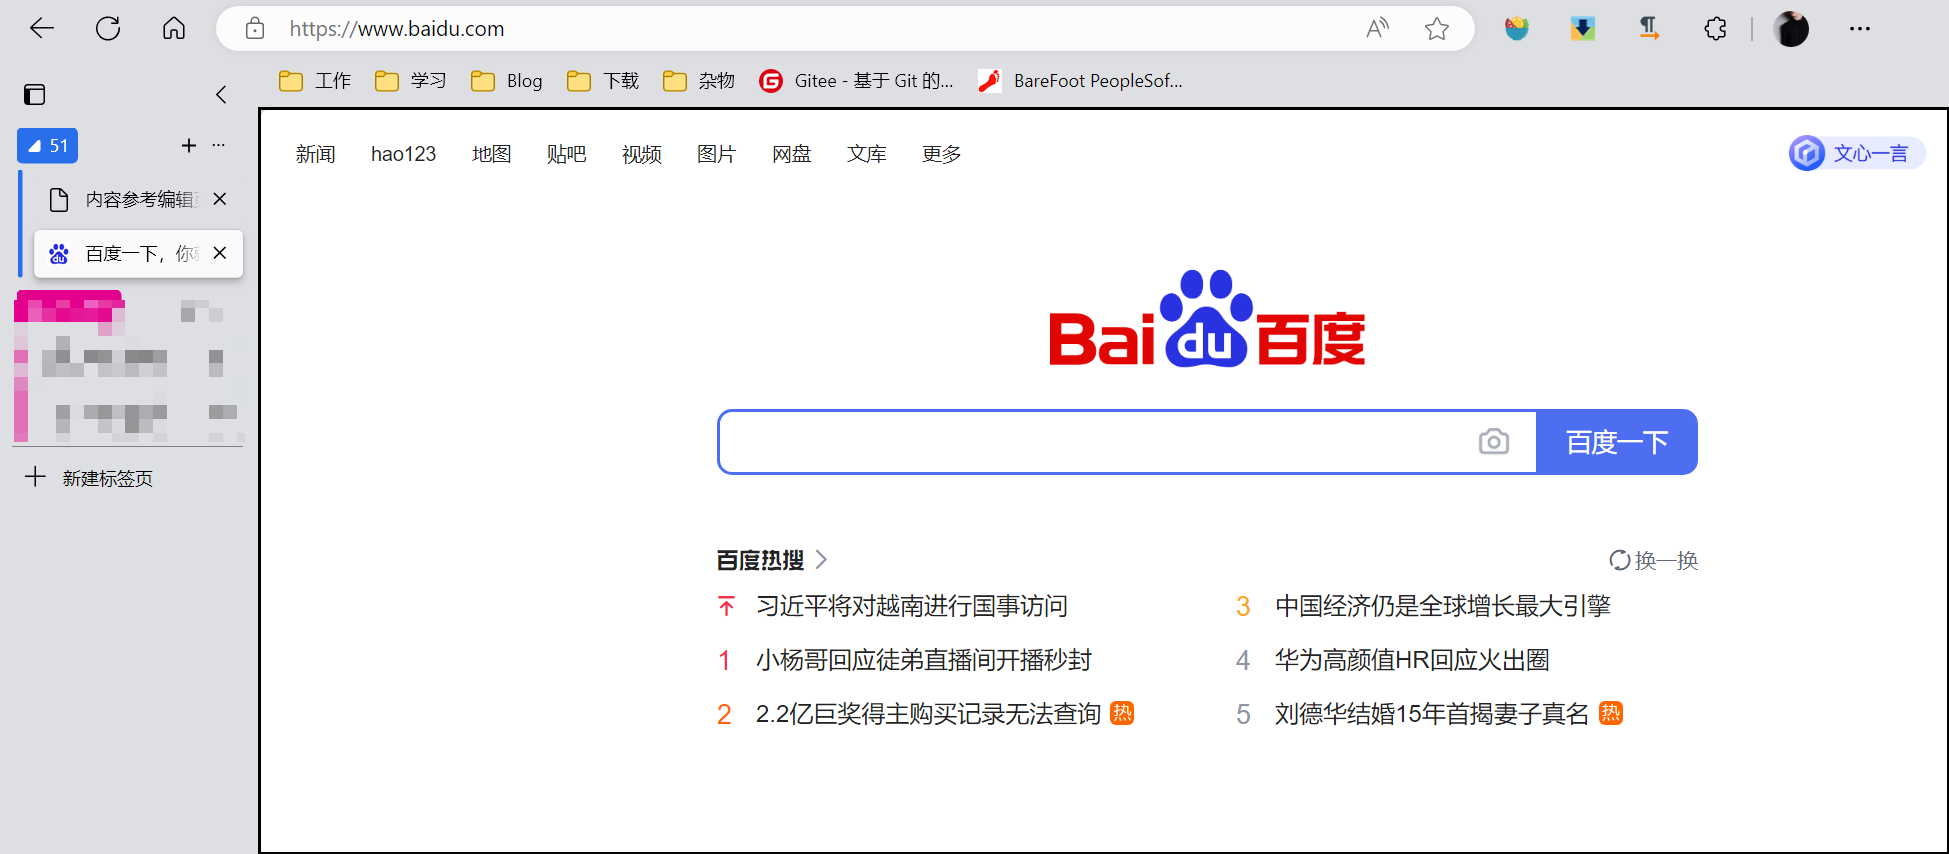 https://www.baidu.com
工作 学习 Blog 下载 杂物 Gitee - 基于 Git 的... BareFoot PeopleSof...
51
内容参考编辑
百度一下，你
新建标签页
新闻 hao123 地图 贴吧 视频 图片 网盘 文库 更多
文心一言
Bai du 百度
百度一下
百度热搜
换一换
习近平将对越南进行国事访问
1 小杨哥回应徒弟直播间开播秒封
2 2.2亿巨奖得主购买记录无法查询 热
3 中国经济仍是全球增长最大引擎
4 华为高颜值HR回应火出圈
5 刘德华结婚15年首揭妻子真名 热